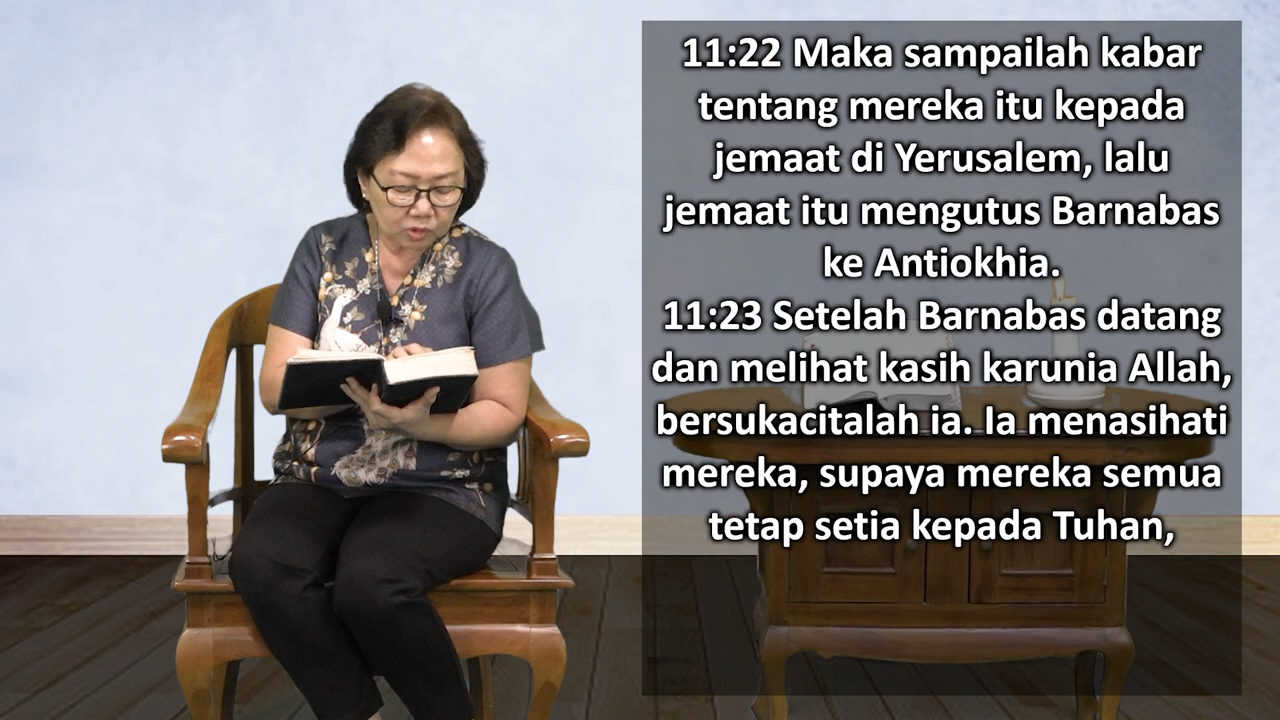 11:22 Maka sampailah kabar
tentang mereka itu kepada
jemaat di Yerusalem, lalu
jemaat itu mengutus Barnabas
ke Antiokhia.
11:23 Setelah Barnabas datang
dan melihat kasih karunia Allah,
bersukacitalah ia. Ia menasihati
mereka, supaya mereka semua
tetap setia kepada Tuhan,